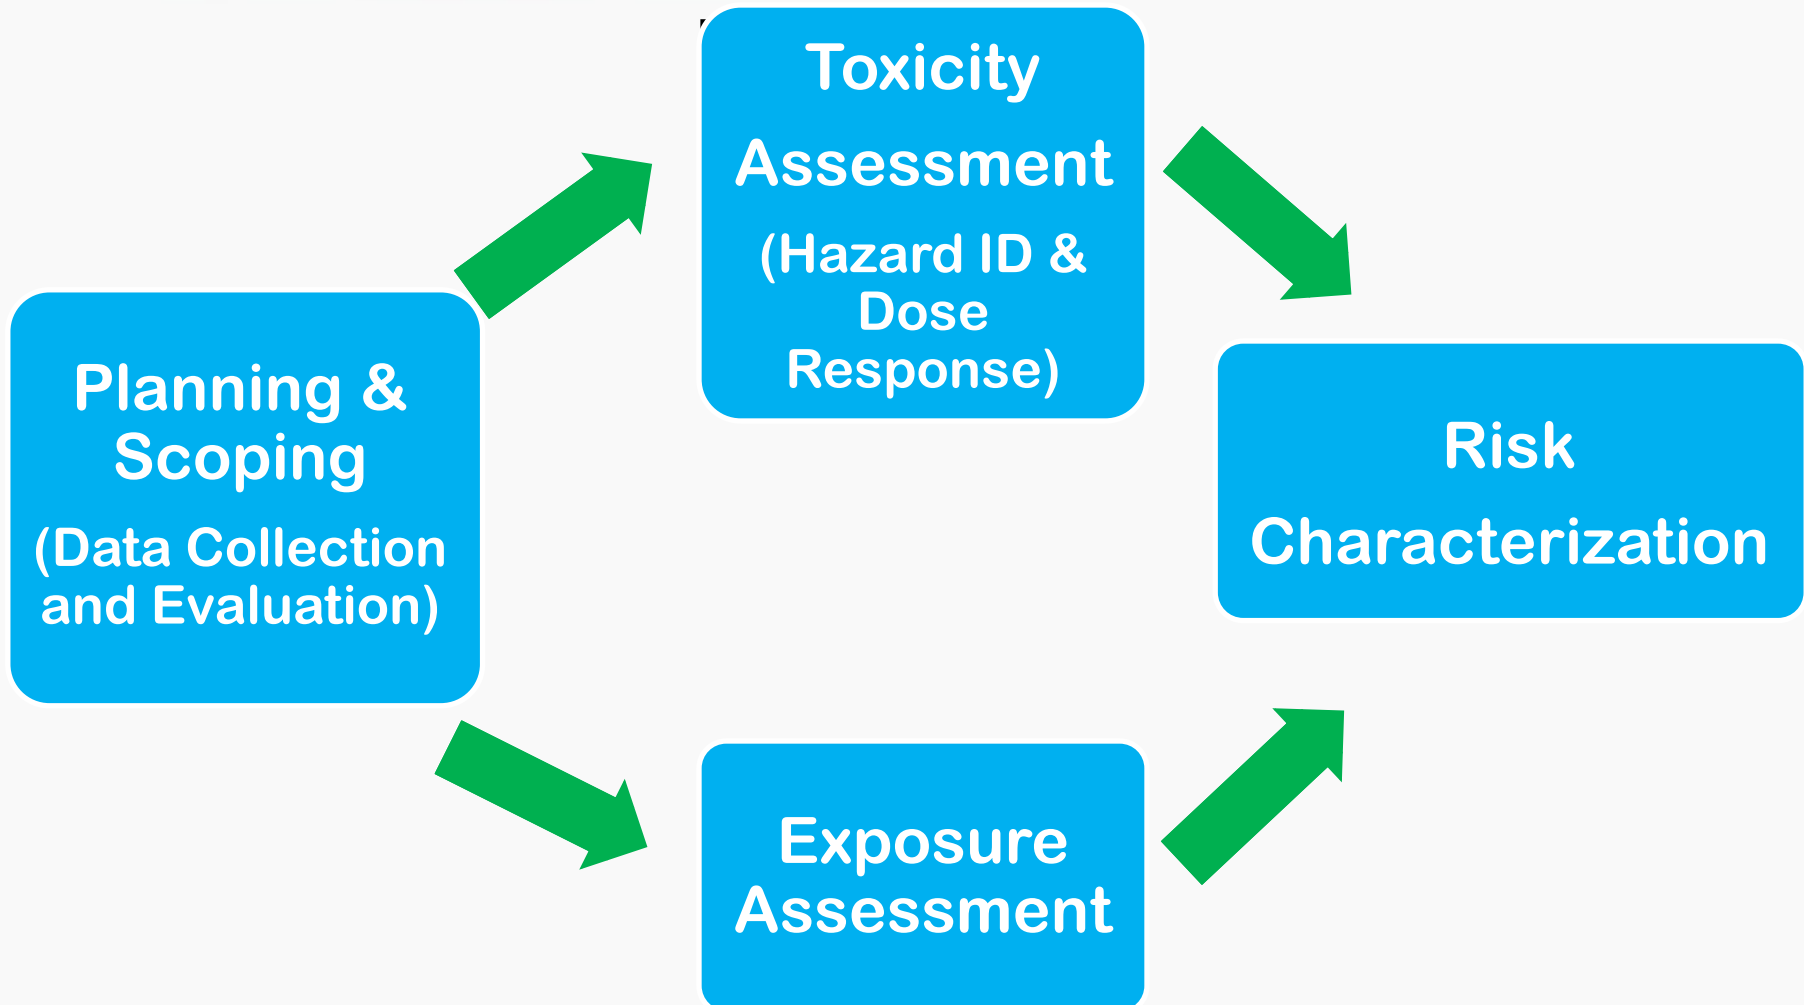 Toxicity
Assessment
(Hazard ID &
Dose
Response)
Planning &
Scoping
(Data Collection
and Evaluation)
Risk
Characterization
Exposure
Assessment